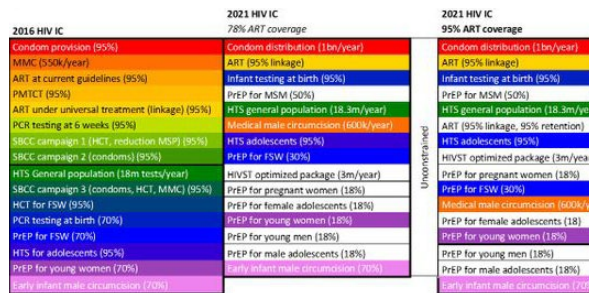 2016 HIV IC
Condom provision (95%)
MMC (550k/year)
ART at current guidelines (95%)
PMTCT (95%)
ART under universal treatment (linkage) (95%)
PCR testing at 6 weeks (95%)
SBCC campaign 1 (HCT, reduction MSP) (95%)
SBCC campaign 2 (condoms) (95%)
HTS General population (18m tests/year)
SBCC campaign 3 (condoms, HCT, MMC) (95%)
HCT for FSW (95%)
PCR testing at birth (70%)
PrEP for FSW (70%)
HTS for adolescents (95%)
PrEP for young women (70%)
Early infant male circumcision (70%)
2021 HIV IC
78% ART coverage
Condom distribution (1bn/year)
ART (95% linkage)
Infant testing at birth (95%)
PrEP for MSM (50%)
HTS general population (18.3m/year)
Medical male circumcision (600k/year)
HTS adolescents (95%)
PrEP for FSW (30%)
HIVST optimized package (3m/year)
PrEP for pregnant women (18%)
PrEP for female adolescents (18%)
PrEP for young women (18%)
PrEP for young men (18%)
PrEP for male adolescents (18%)
Early infant male circumcision (70%)
Unconstrained
2021 HIV IC
95% ART coverage
Condom distribution (1bn/year)
ART (95% linkage)
Infant testing at birth (95%)
PrEP for MSM (50%)
HTS general population (18.3m/year
ART (95% linkage, 95% retention)
HTS adolescents (95%)
HIVST optimized package (3m/year
PrEP for pregnant women (18%)
PrEP for FSW (30%)
Medical male circumcision (600k/y
PrEP for female adolescents (18)
PrEP for young women (18%)
PrEP for young men (18%)
PrEP for male adolescents (18%)
Early infant male circumcision (70%)